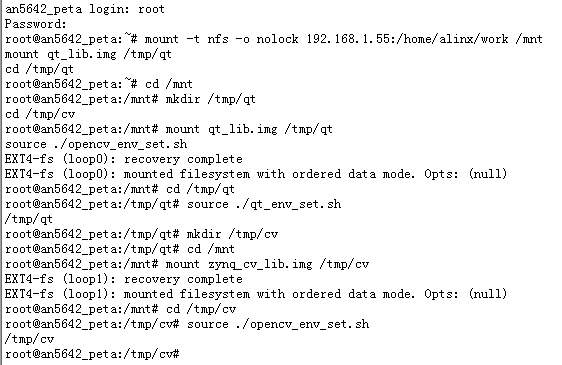 an5642_peta login: root
Password:
root@an5642_peta:~# mount -t nfs -o nolock 192.168.1.55:/home/alinx/work /mnt
mount qt_lib.img /tmp/qt
cd /tmp/qt
root@an5642_peta:~# cd /mnt
root@an5642_peta:/mnt# mkdir /tmp/qt
cd /tmp/cv
root@an5642_peta:/mnt# mount qt_lib.img /tmp/qt
source ./opencv_env_set.sh
EXT4-fs (loop0): recovery complete
EXT4-fs (loop0): mounted filesystem with ordered data mode. Opts: (null)
root@an5642_peta:/mnt# cd /tmp/qt
root@an5642_peta:/tmp/qt# source ./qt_env_set.sh
/tmp/qt
root@an5642_peta:/tmp/qt# mkdir /tmp/cv
root@an5642_peta:/tmp/qt# cd /mnt
root@an5642_peta:/mnt# mount zynq_cv_lib.img /tmp/cv
EXT4-fs (loop1): recovery complete
EXT4-fs (loop1): mounted filesystem with ordered data mode. Opts: (null)
root@an5642_peta:/mnt# cd /tmp/cv
root@an5642_peta:/tmp/cv# source ./opencv_env_set.sh
/tmp/cv
root@an5642_peta:/tmp/cv#